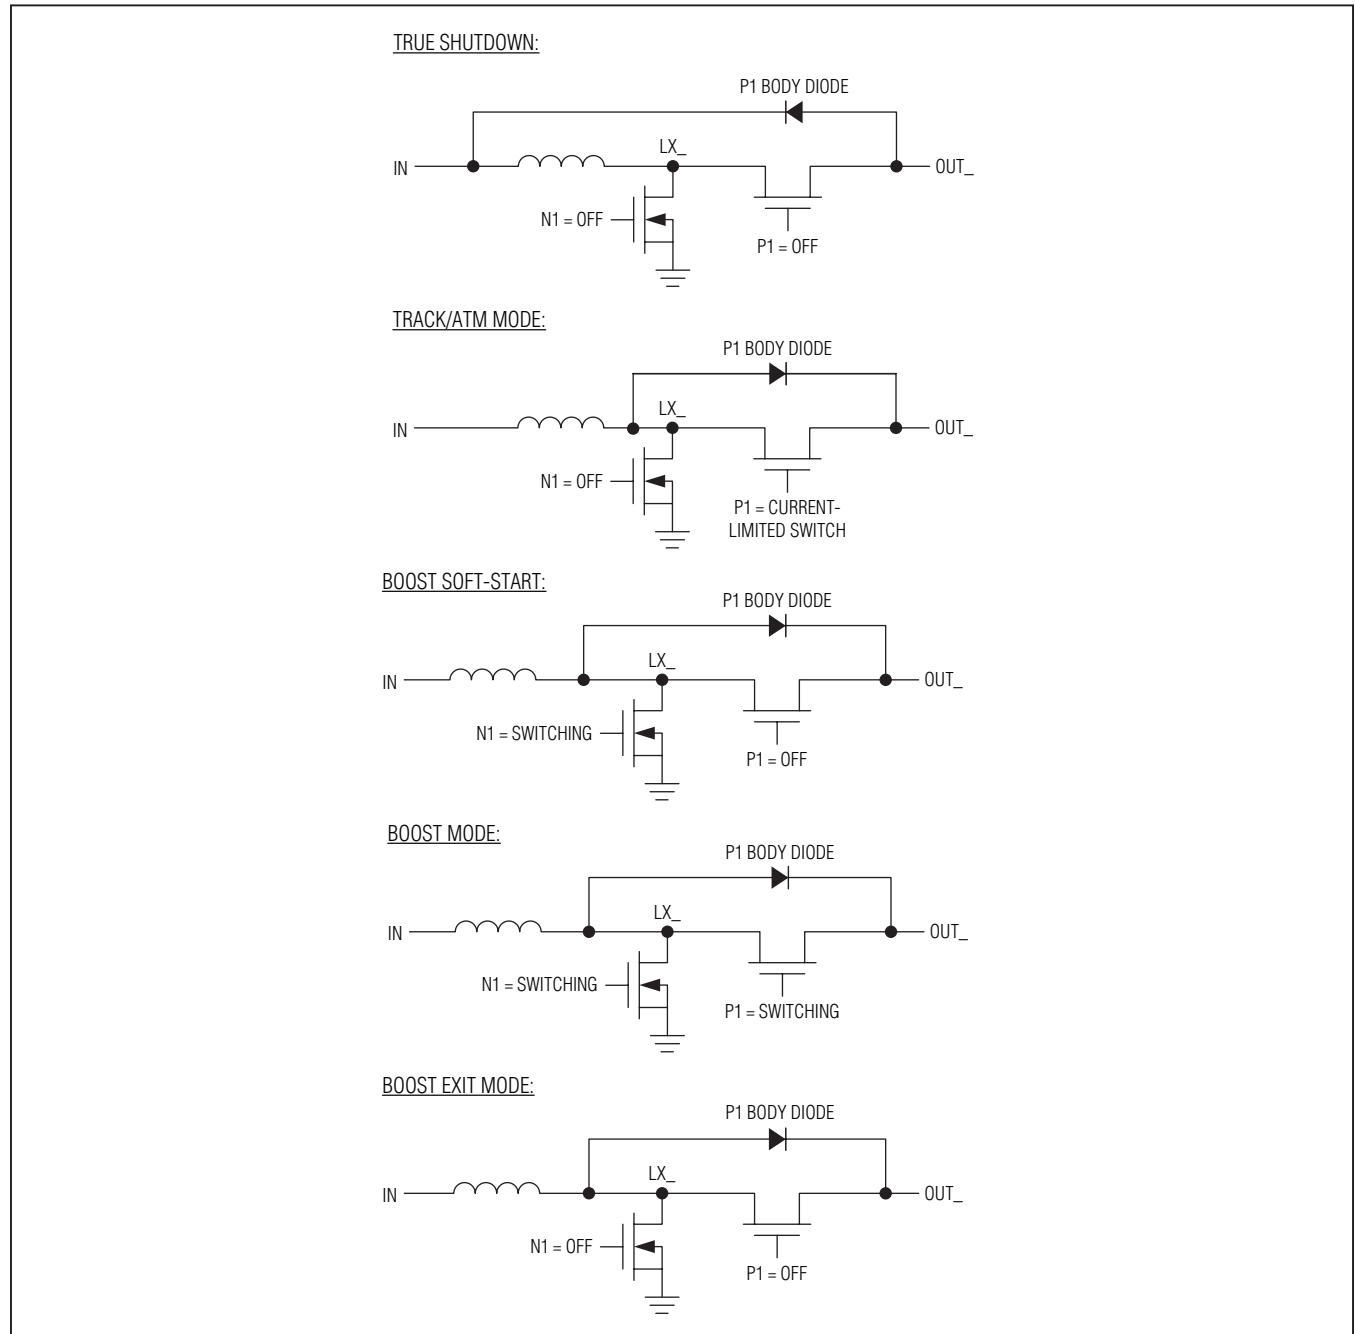 TRUE SHUTDOWN:
P1 BODY DIODE
LX_
IN
OUT_
N1 = OFF
P1 = OFF
TRACK/ATM MODE:
P1 BODY DIODE
LX_
IN
OUT_
N1 = OFF
P1 = CURRENT-
LIMITED SWITCH
BOOST SOFT-START:
P1 BODY DIODE
LX_
IN
OUT_
N1 = SWITCHING
P1 = OFF
BOOST MODE:
P1 BODY DIODE
LX_
IN
OUT_
N1 = SWITCHING
P1 = SWITCHING
BOOST EXIT MODE:
P1 BODY DIODE
LX_
IN
OUT_
N1 = OFF
P1 = OFF